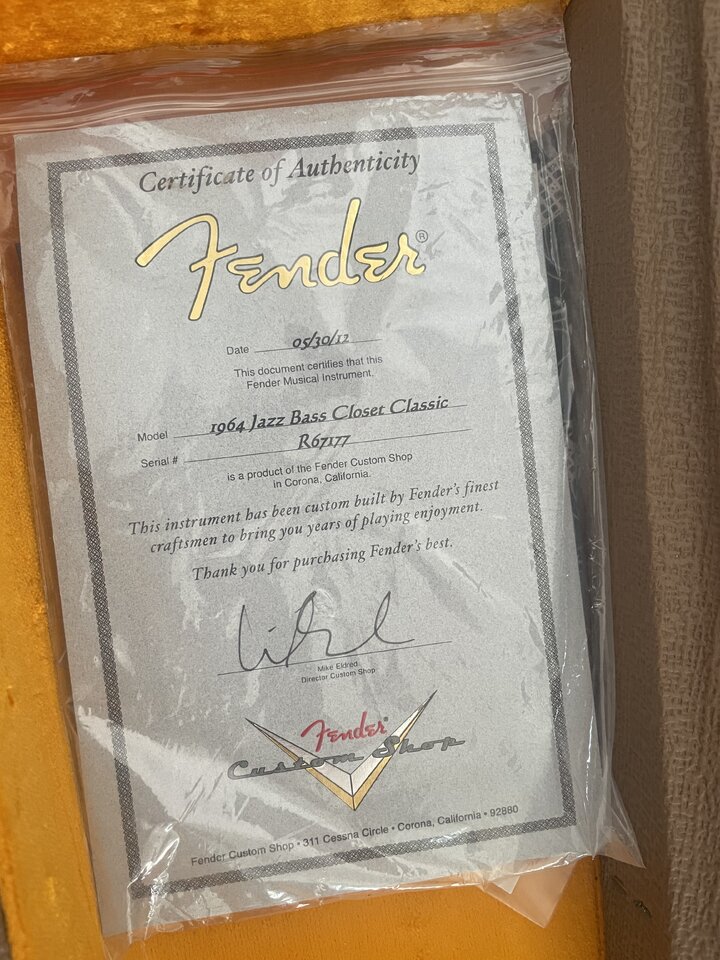 Certificate of Authenticity
Fender®
Date 05/30/12
This document certifies that this
Fender Musical Instrument,
Model 1964 Jazz Bass Closet Classic
Serial # R67177
is a product of the Fender Custom Shop
in Corona, California.
This instrument has been custom built by Fender's finest
craftsmen to bring you years of playing enjoyment.
Thank you for purchasing Fender's best.
Mike Eldred
Director Custom Shop
Fender®
Custom Shop
Fender Custom Shop • 311 Cessna Circle • Corona, California • 92880